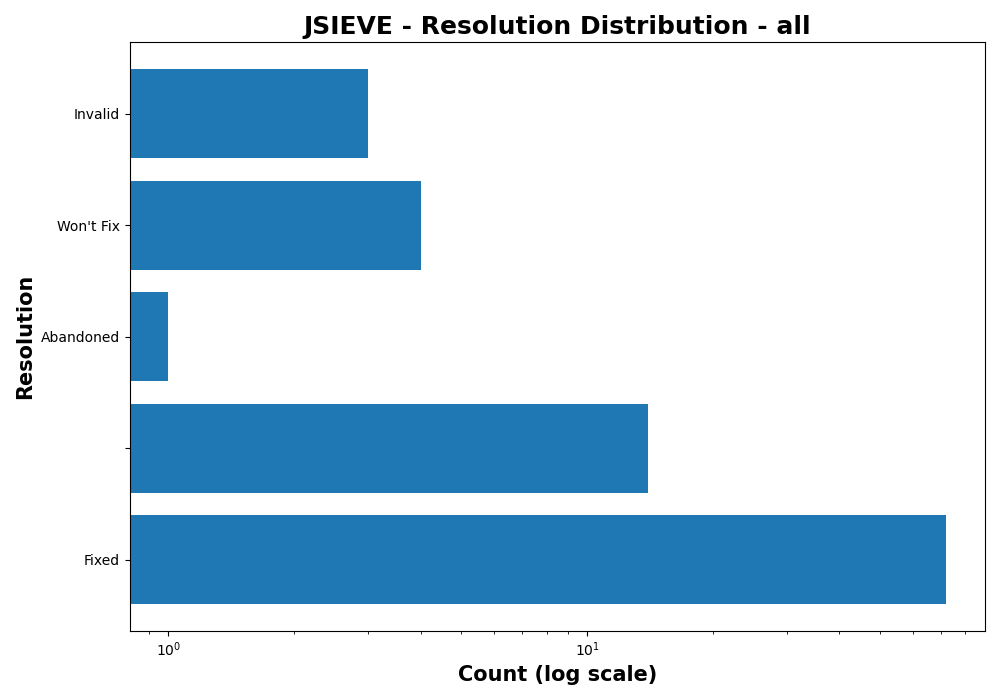 JSIEVE - Resolution Distribution - all
Invalid
Won't Fix
Abandoned
Fixed
Resolution
10⁰ 10¹
Count (log scale)